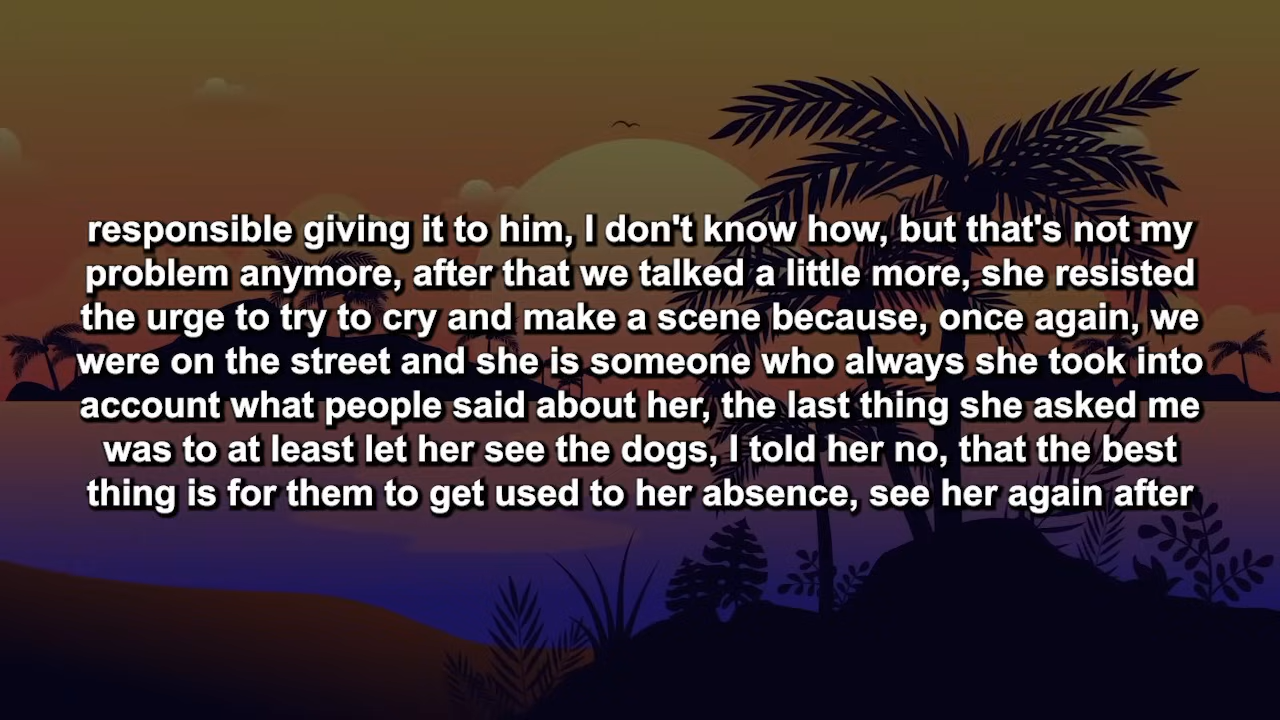 responsible giving it to him, I don't know how, but that's not my
problem anymore, after that we talked a little more, she resisted
the urge to try to cry and make a scene because, once again, we
were on the street and she is someone who always she took into
account what people said about her, the last thing she asked me
was to at least let her see the dogs, I told her no, that the best
thing is for them to get used to her absence, see her again after